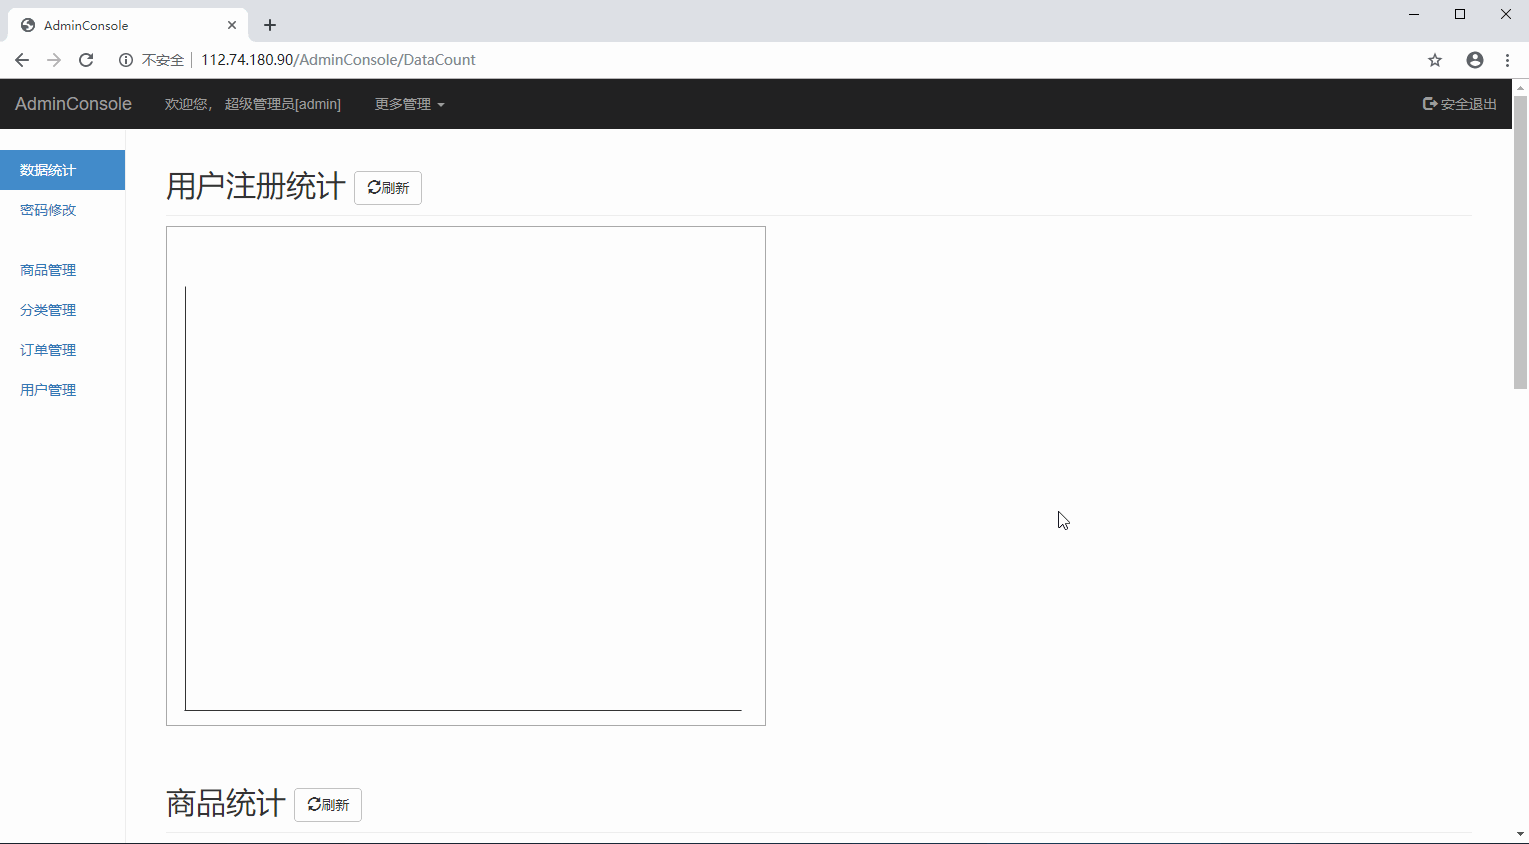 AdminConsole
不安全 112.74.180.90/AdminConsole/DataCount
AdminConsole 欢迎您, 超级管理员[admin] 更多管理 安全退出
数据统计
密码修改
商品管理
分类管理
订单管理
用户管理
用户注册统计 刷新
商品统计 刷新